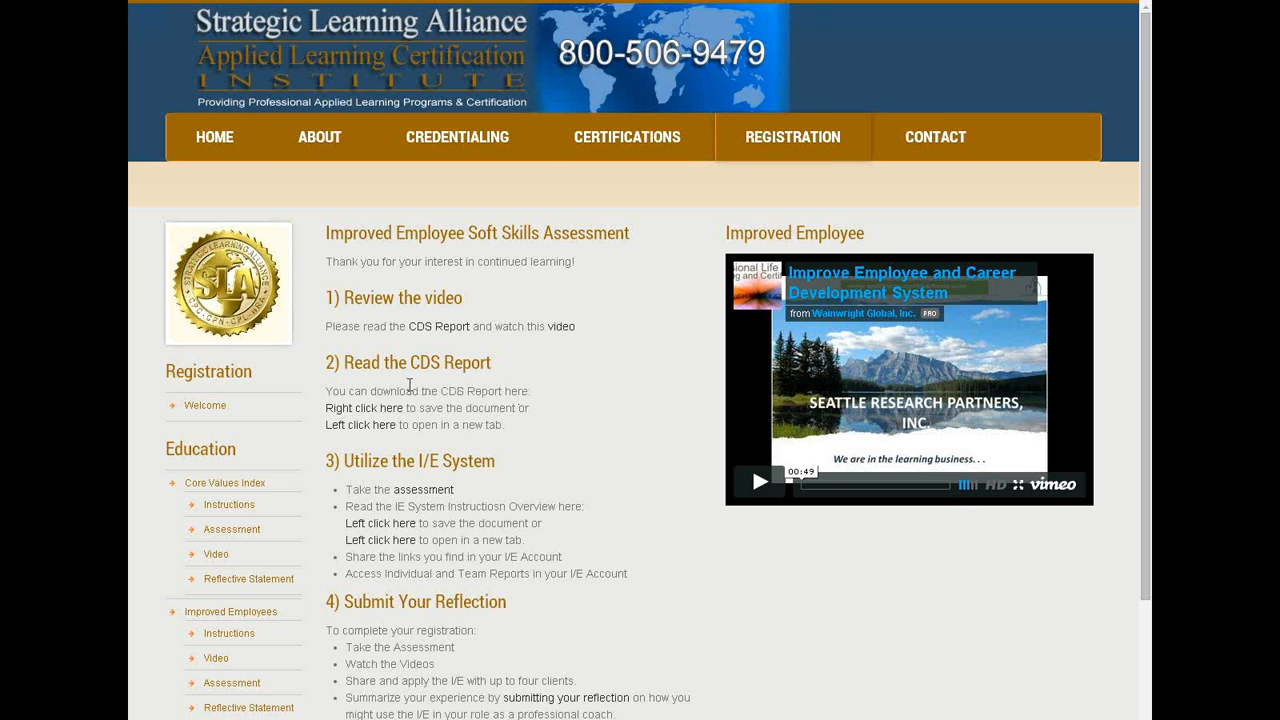 Strategic Learning Alliance
Applied Learning Certification
INSTITUTE
Providing Professional Applied Learning Programs & Certification
800-506-9479
HOME
ABOUT
CREDENTIALING
CERTIFICATIONS
REGISTRATION
CONTACT
SLA
Registration
Welcome
Education
Core Values Index
Instructions
Assessment
Video
Reflective Statement
Improved Employees
Instructions
Video
Assessment
Reflective Statement
Improved Employee Soft Skills Assessment
Thank you for your interest in continued learning!
1) Review the video
Please read the CDS Report and watch this video
2) Read the CDS Report
You can download the CDS Report here:
Right click here to save the document or
Left click here to open in a new tab.
3) Utilize the I/E System
Take the assessment
Read the IE System Instructiosn Overview here:
Left click here to save the document or
Left click here to open in a new tab.
Share the links you find in your I/E Account
Access Individual and Team Reports in your I/E Account
4) Submit Your Reflection
To complete your registration:
Take the Assessment
Watch the Videos
Share and apply the I/E with up to four clients.
Summarize your experience by submitting your reflection on how you
might use the I/E in your role as a professional coach.
Improved Employee
Improve Employee and Career
Development System
from Wainwright Global, Inc. PRO
SEATTLE RESEARCH PARTNERS,
INC.
We are in the learning business. . .
00:49
HD
vimeo